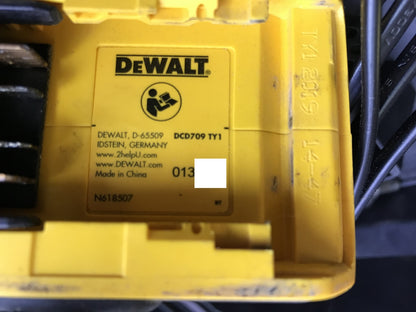 DEWALT®
DEWALT, D-65509
IDSTEIN, GERMANY
www.2helpU.com
www.DEWALT.com
Made in China
DCD709 TY1
013
N618507